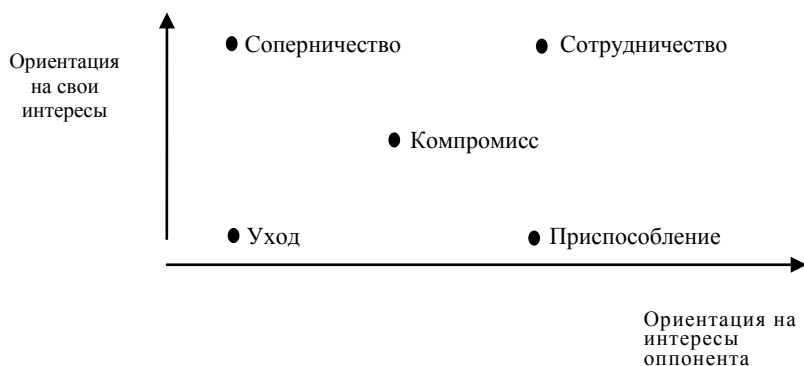 Ориентация
на свои
интересы
Соперничество
Сотрудничество
Компромисс
Уход
Приспособление
Ориентация на
интересы
оппонента